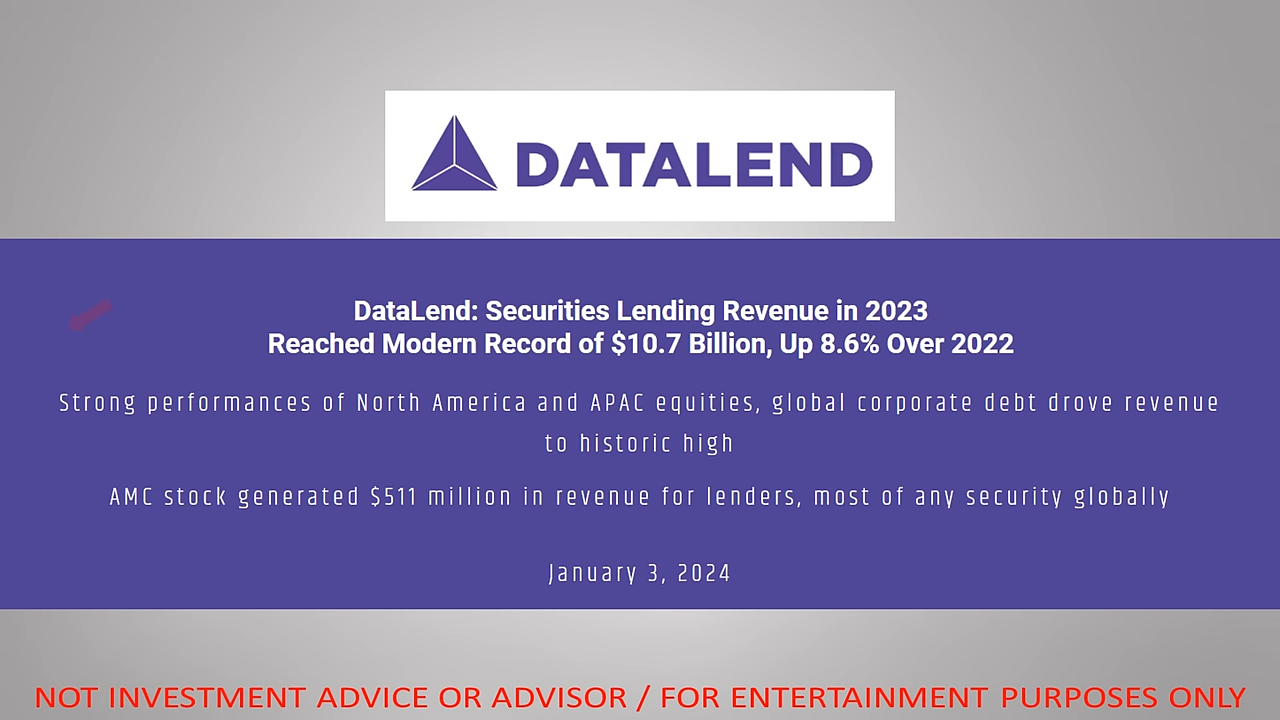 DATALEND
DataLend: Securities Lending Revenue in 2023
Reached Modern Record of $10.7 Billion, Up 8.6% Over 2022
Strong performances of North America and APAC equities, global corporate debt drove revenue
to historic high
AMC stock generated $511 million in revenue for lenders, most of any security globally
January 3, 2024
NOT INVESTMENT ADVICE OR ADVISOR / FOR ENTERTAINMENT PURPOSES ONLY